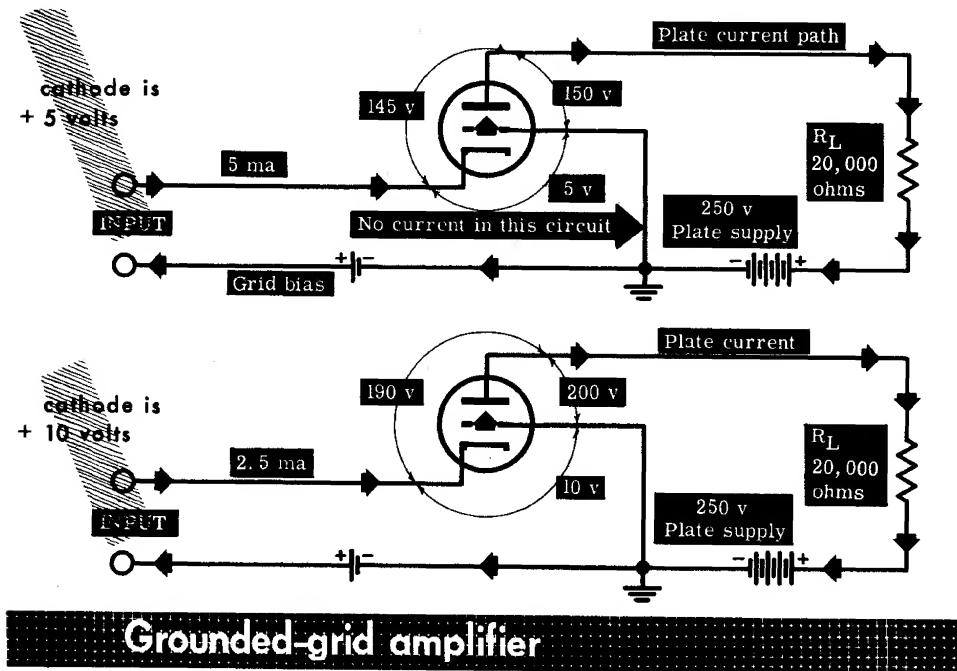 Plate current path
cathode is
+ 5 volts
145 v
150 v
5 ma
5 v
RL
20,000
ohms
INPUT
No current in this circuit
250 v
Plate supply
+ -
- +
Grid bias
Plate current
cathode is
+ 10 volts
190 v
200 v
2.5 ma
10 v
RL
20,000
ohms
INPUT
250 v
Plate supply
+ -
- +
Grounded-grid amplifier